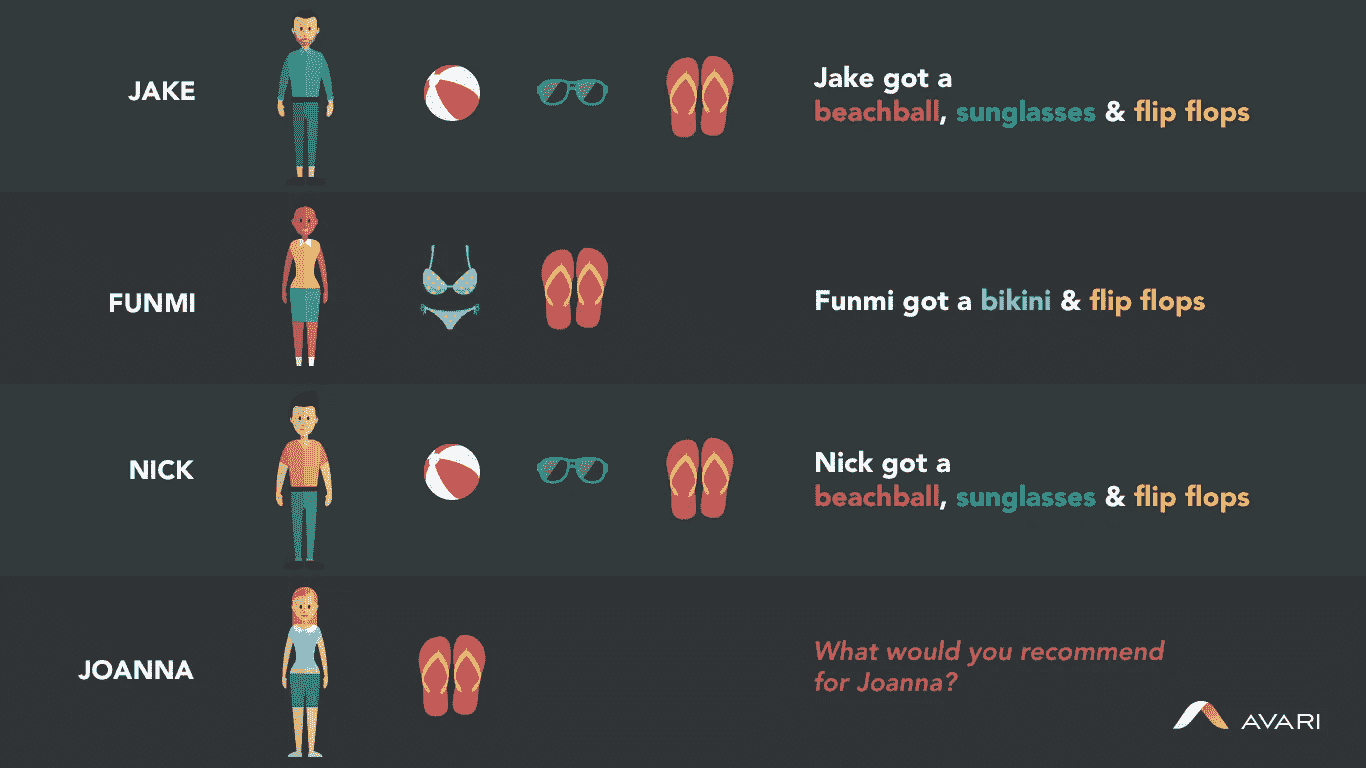 JAKE
Jake got a
beachball, sunglasses & flip flops
FUNMI
Funmi got a bikini & flip flops
NICK
Nick got a
beachball, sunglasses & flip flops
JOANNA
What would you recommend
for Joanna?
AVARI